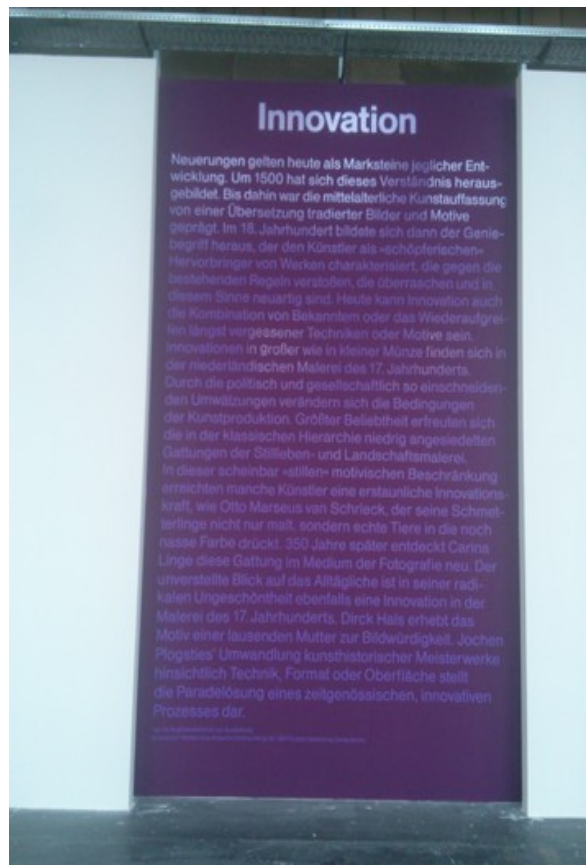 Innovation
Neuerungen gelten heute als Marksteine jeglicher Ent-
wicklung. Um 1500 hat sich dieses Verständnis heraus-
gebildet. Bis dahin war die mittelalterliche Kunstauffassung
von einer Übersetzung tradierter Bilder und Motive
geprägt. Im 18. Jahrhundert bildete sich dann der Genie-
begriff heraus, der den Künstler als »schöpferischen«
Hervorbringer von Werken charakterisiert, die gegen die
bestehenden Regeln verstoßen, die überraschen und in
diesem Sinne neuartig sind. Heute kann Innovation auch
die Kombination von Bekanntem oder das Wiederaufgrei-
fen längst vergessener Techniken oder Motive sein.
Innovationen in großer wie in kleiner Münze finden sich in
der niederländischen Malerei des 17. Jahrhunderts.
Durch die politisch und gesellschaftlich so einschneiden-
den Umwälzungen verändern sich die Bedingungen
der Kunstproduktion. Größter Beliebtheit erfreuten sich
die in der klassischen Hierarchie niedrig angesiedelten
Gattungen der Stillleben- und Landschaftsmalerei.
In dieser scheinbar »stillen« motivischen Beschränkung
erreichten manche Künstler eine erstaunliche Innovations-
kraft, wie Otto Marseus van Schrieck, der seine Schmet-
terlinge nicht nur malt, sondern echte Tiere in die noch
nasse Farbe drückt. 350 Jahre später entdeckt Carina
Linge diese Gattung im Medium der Fotografie neu. Der
unverstellte Blick auf das Alltägliche ist in seiner radi-
kalen Ungeschöntheit ebenfalls eine Innovation in der
Malerei des 17. Jahrhunderts. Dirck Hals erhebt das
Motiv einer lausenden Mutter zur Bildwürdigkeit. Jochen
Plogsties' Umwandlung kunsthistorischer Meisterwerke
hinsichtlich Technik, Format oder Oberfläche stellt
die Paradelösung eines zeitgenössischen, innovativen
Prozesses dar.